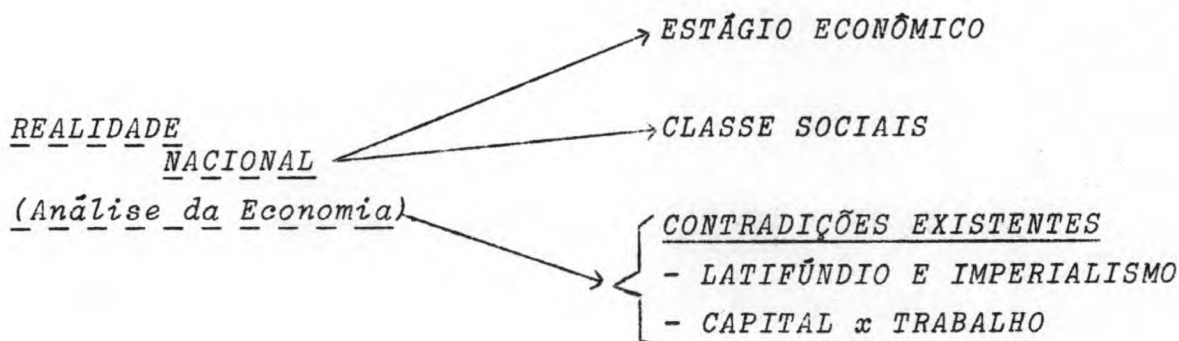 ESTÁGIO ECONÔMICO
REALIDADE
NACIONAL
(Análise da Economia)
CLASSE SOCIAIS
CONTRADIÇÕES EXISTENTES
- LATIFÚNDIO E IMPERIALISMO
- CAPITAL x TRABALHO